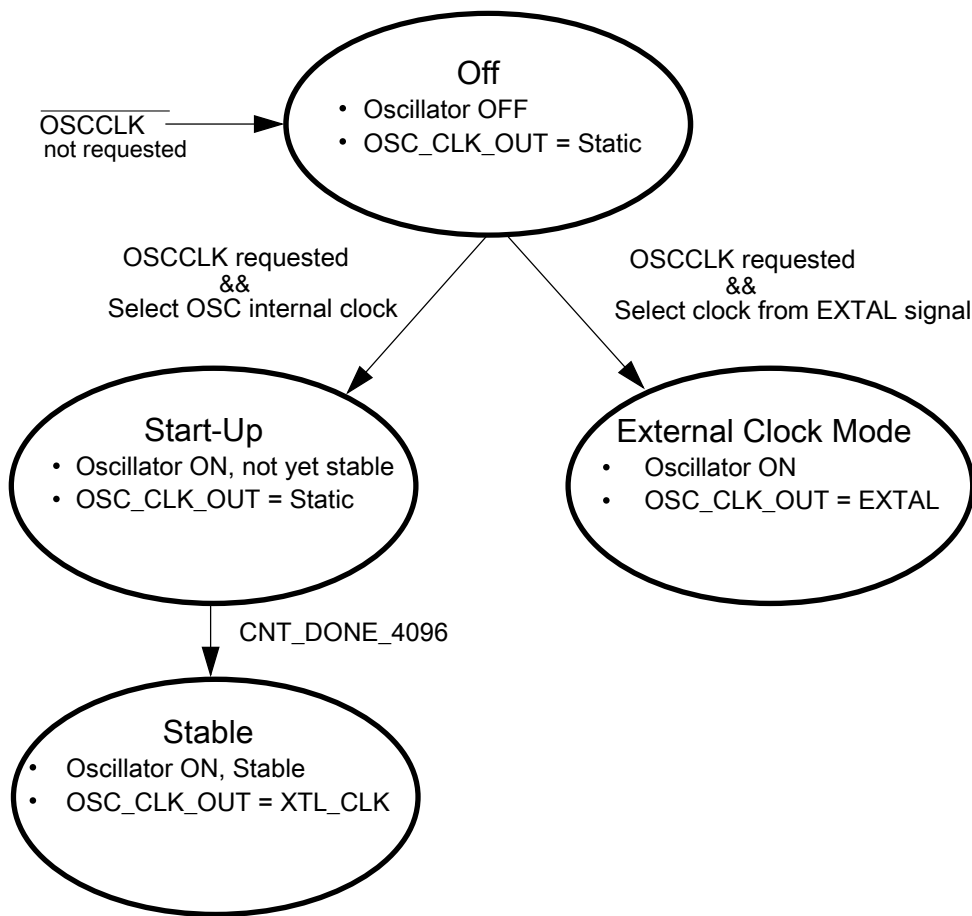 Off
• Oscillator OFF
• OSC_CLK_OUT = Static
OSCCLK
not requested
OSCCLK requested
&&
Select OSC internal clock
OSCCLK requested
&&
Select clock from EXTAL signal
Start-Up
• Oscillator ON, not yet stable
• OSC_CLK_OUT = Static
External Clock Mode
• Oscillator ON
• OSC_CLK_OUT = EXTAL
CNT_DONE_4096
Stable
• Oscillator ON, Stable
• OSC_CLK_OUT = XTL_CLK